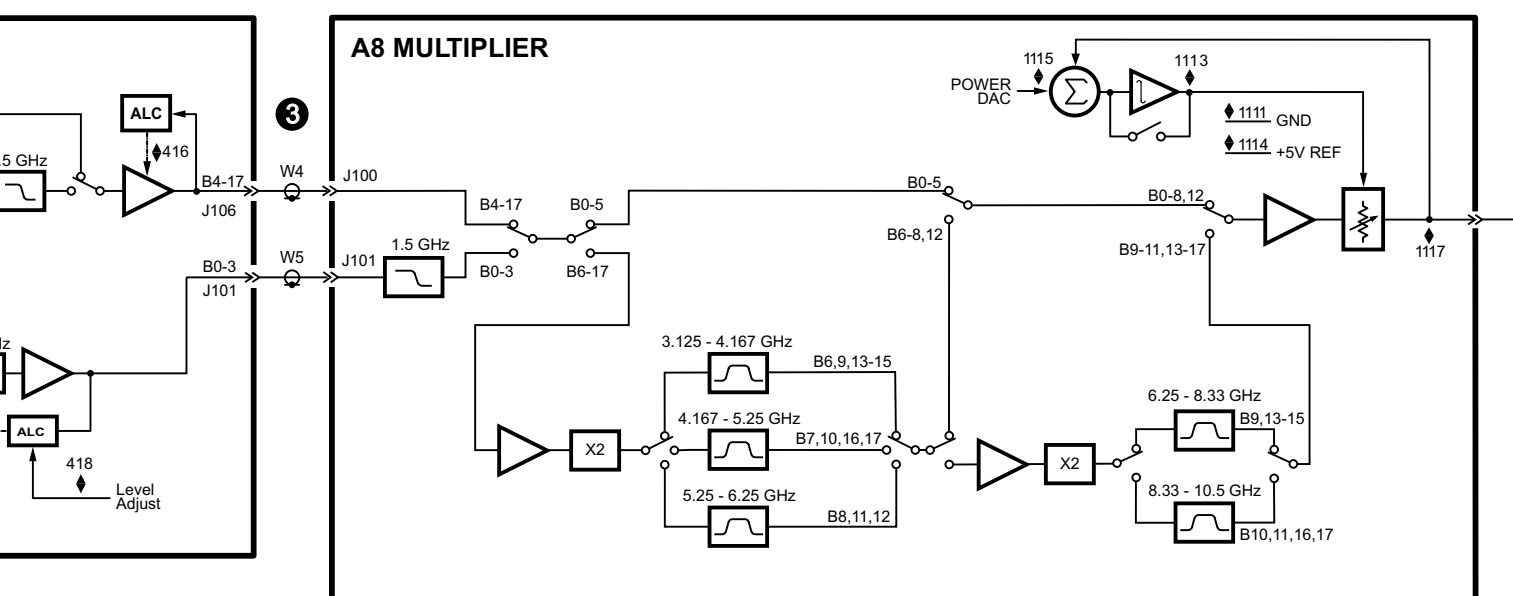 A8 MULTIPLIER
3
ALC
416
.5 GHz
B4-17
J106
W4
J100
B0-3
J101
W5
J101
1.5 GHz
B4-17
B0-5
B0-3
B6-17
POWER
DAC
1115
Σ
1113
1111 GND
1114 +5V REF
B0-5
B6-8,12
B0-8,12
B9-11,13-17
1117
z
ALC
418
Level
Adjust
X2
3.125 - 4.167 GHz
B6,9,13-15
4.167 - 5.25 GHz
B7,10,16,17
5.25 - 6.25 GHz
B8,11,12
X2
6.25 - 8.33 GHz
B9,13-15
8.33 - 10.5 GHz
B10,11,16,17